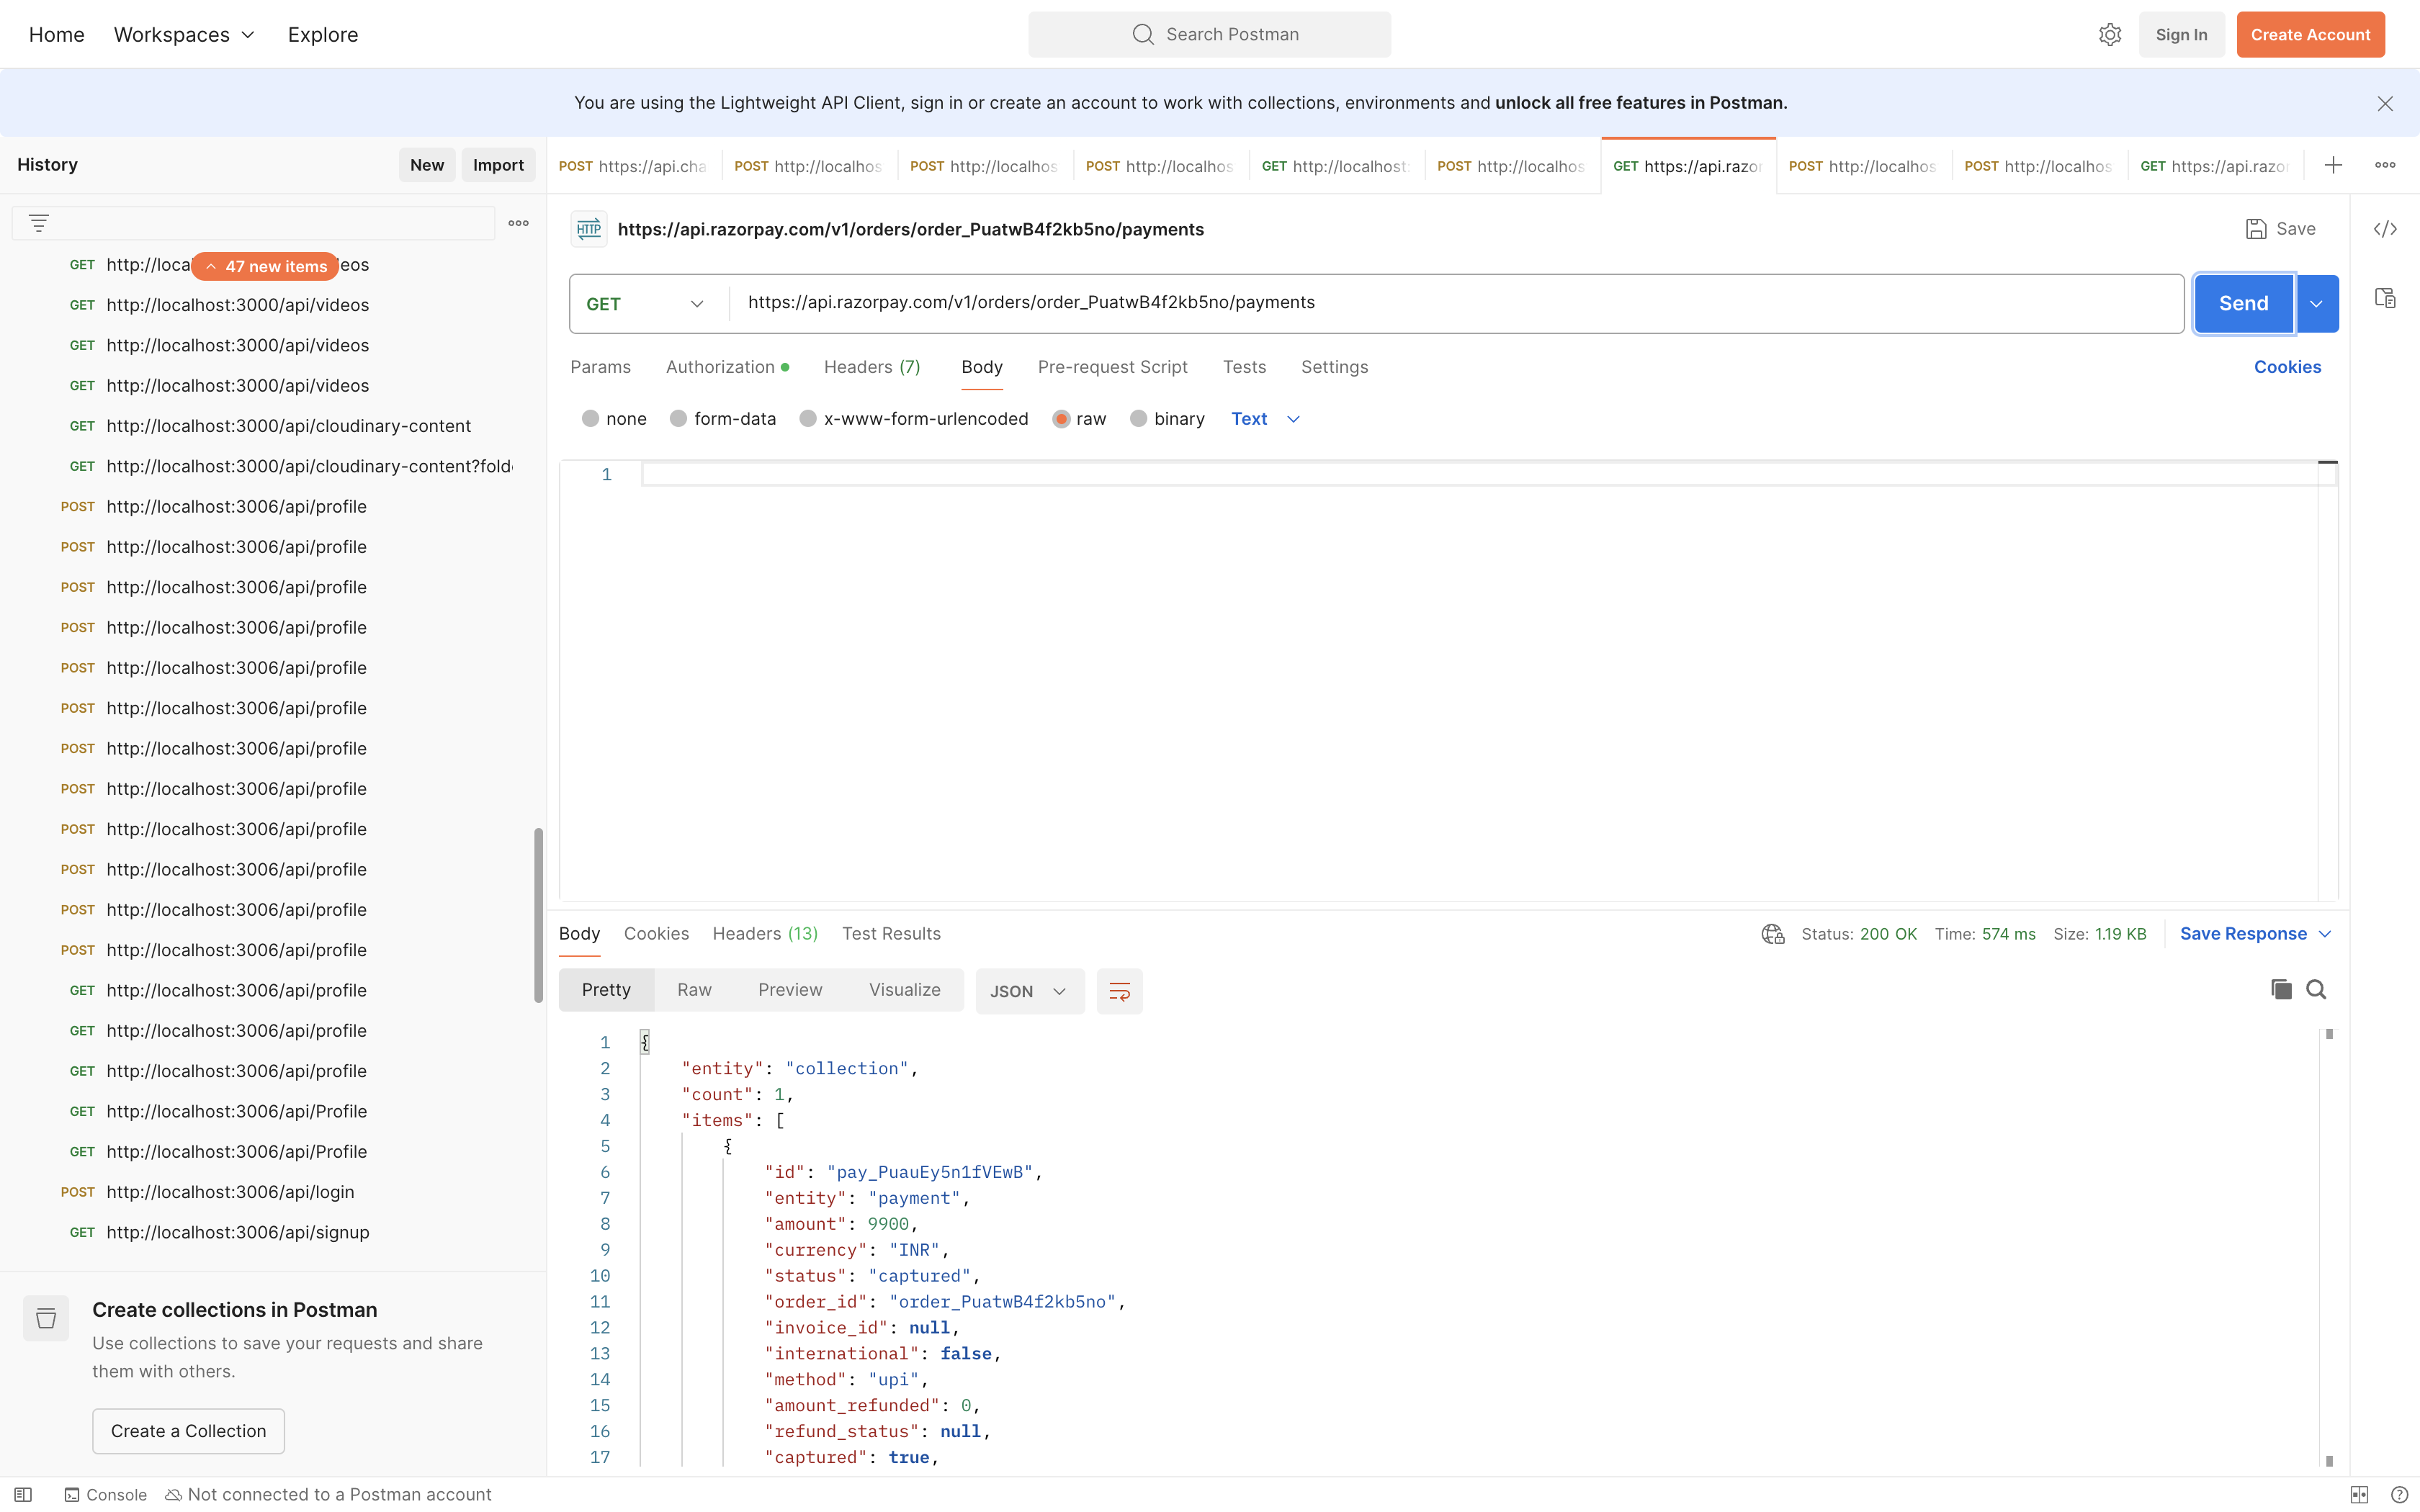 Home Workspaces Explore Search Postman Sign In Create Account
You are using the Lightweight API Client, sign in or create an account to work with collections, environments and unlock all free features in Postman.
History New Import
47 new items
GET http://loca eos
GET http://localhost:3000/api/videos
GET http://localhost:3000/api/videos
GET http://localhost:3000/api/videos
GET http://localhost:3000/api/cloudinary-content
GET http://localhost:3000/api/cloudinary-content?fold
POST http://localhost:3006/api/profile
POST http://localhost:3006/api/profile
POST http://localhost:3006/api/profile
POST http://localhost:3006/api/profile
POST http://localhost:3006/api/profile
POST http://localhost:3006/api/profile
POST http://localhost:3006/api/profile
POST http://localhost:3006/api/profile
POST http://localhost:3006/api/profile
POST http://localhost:3006/api/profile
POST http://localhost:3006/api/profile
POST http://localhost:3006/api/profile
GET http://localhost:3006/api/profile
GET http://localhost:3006/api/profile
GET http://localhost:3006/api/profile
GET http://localhost:3006/api/Profile
GET http://localhost:3006/api/Profile
POST http://localhost:3006/api/login
GET http://localhost:3006/api/signup
Create collections in Postman
Use collections to save your requests and share
them with others.
Create a Collection
POST https://api.cha POST http://localhos POST http://localhos POST http://localhos GET http://localhost: POST http://localhos GET https://api.razor POST http://localhos POST http://localhos GET https://api.razor
HTTP https://api.razorpay.com/v1/orders/order_PuatwB4f2kb5no/payments Save
GET https://api.razorpay.com/v1/orders/order_PuatwB4f2kb5no/payments Send
Params Authorization Headers (7) Body Pre-request Script Tests Settings Cookies
none form-data x-www-form-urlencoded raw binary Text
1
Body Cookies Headers (13) Test Results Status: 200 OK Time: 574 ms Size: 1.19 KB Save Response
Pretty Raw Preview Visualize JSON
1 {
2 "entity": "collection",
3 "count": 1,
4 "items": [
5 {
6 "id": "pay_PuauEy5n1fVEwB",
7 "entity": "payment",
8 "amount": 9900,
9 "currency": "INR",
10 "status": "captured",
11 "order_id": "order_PuatwB4f2kb5no",
12 "invoice_id": null,
13 "international": false,
14 "method": "upi",
15 "amount_refunded": 0,
16 "refund_status": null,
17 "captured": true,
Console Not connected to a Postman account